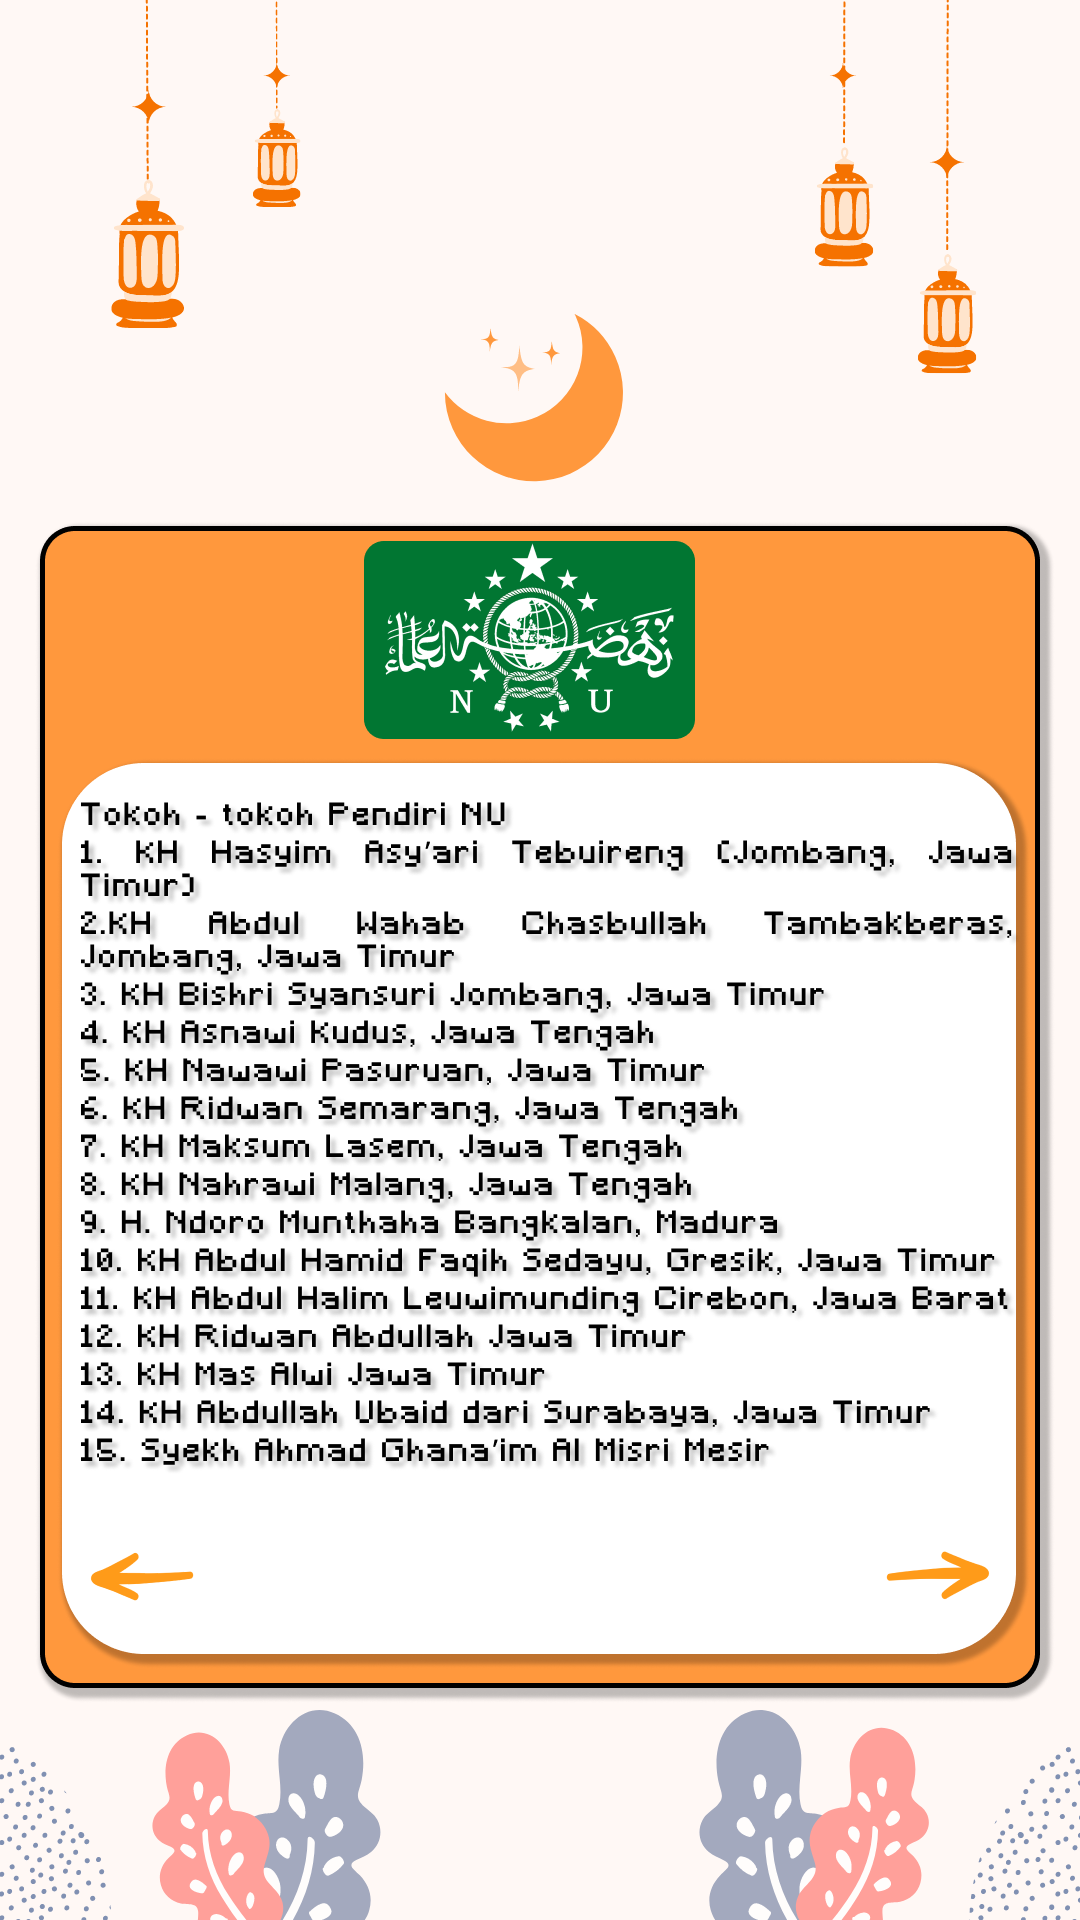 نهضة العلماء
N U
Tokoh - tokoh Pendiri NU
1. KH Hasyim Asy'ari Tebuireng (Jombang, Jawa
Timur)
2.KH Abdul Wahab Chasbullah Tambakberas,
Jombang, Jawa Timur
3. KH Bishri Syansuri Jombang, Jawa Timur
4. KH Asnawi Kudus, Jawa Tengah
5. KH Nawawi Pasuruan, Jawa Timur
6. KH Ridwan Semarang, Jawa Tengah
7. KH Maksum Lasem, Jawa Tengah
8. KH Nahrawi Malang, Jawa Tengah
9. H. Ndoro Munthaha Bangkalan, Madura
10. KH Abdul Hamid Faqih Sedayu, Gresik, Jawa Timur
11. KH Abdul Halim Leuwimunding Cirebon, Jawa Barat
12. KH Ridwan Abdullah Jawa Timur
13. KH Mas Alwi Jawa Timur
14. KH Abdullah Ubaid dari Surabaya, Jawa Timur
15. Syekh Ahmad Ghana'im Al Misri Mesir